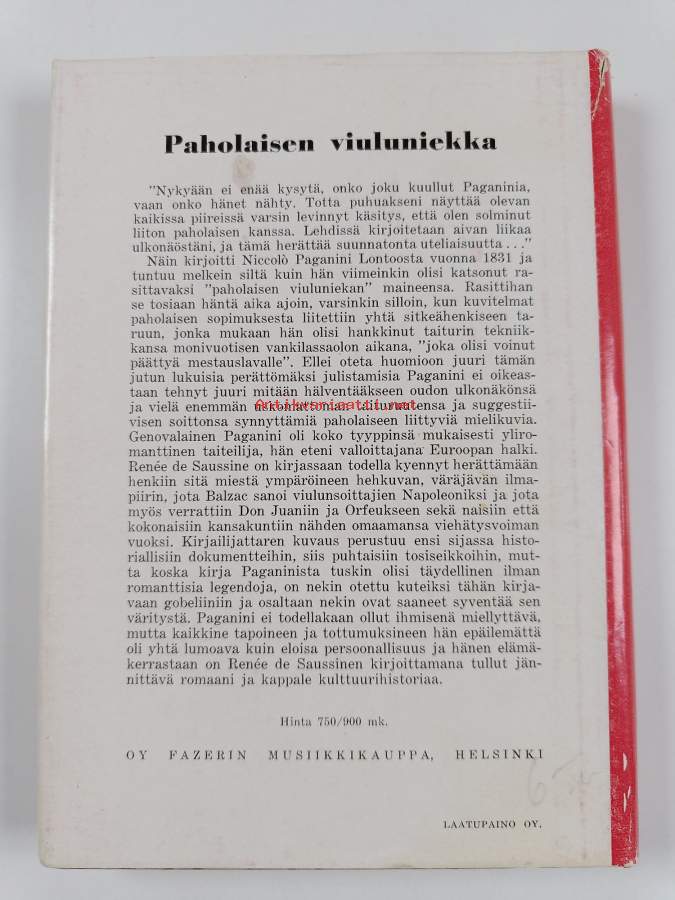 Paholaisen viuluniekka
"Nykyään ei enää kysytä, onko joku kuullut Paganinia,
vaan onko hänet nähty. Totta puhuakseni näyttää olevan
kaikissa piireissä varsin levinnyt käsitys, että olen solminut
liiton paholaisen kanssa. Lehdissä kirjoitetaan aivan liikaa
ulkonäöstäni, ja tämä herättää suunnatonta uteliaisuutta . . ."
Näin kirjoitti Niccolò Paganini Lontoosta vuonna 1831 ja
tuntuu melkein siltä kuin hän viimeinkin olisi katsonut ra-
sittavaksi "paholaisen viuluniekan" maineensa. Rasittihan
se tosiaan häntä aika ajoin, varsinkin silloin, kun kuvitelmat
paholaisen sopimuksesta liitettiin yhtä sitkeähenkiseen ta-
ruun, jonka mukaan hän olisi hankkinut taiturin tekniik-
kansa monivuotisen vankilassaolon aikana, "joka olisi voinut
päättyä mestauslavalle". Ellei oteta huomioon juuri tämän
jutun lukuisia perättömäksi julistamisia Paganini ei oikeas-
taan tehnyt juuri mitään hälventääkseen oudon ulkonäkönsä
ja vielä enemmän uskomattoman taituruutensa ja suggestii-
Antikvariaatti.net
visen soittonsa synnyttämiä paholaiseen liittyviä mielikuvia.
Genovalainen Paganini oli koko tyyppinsä mukaisesti yliro-
manttinen taiteilija, hän eteni valloittajana Euroopan halki.
Renée de Saussine on kirjassaan todella kyennyt herättämään
henkiin sitä miestä ympäröineen hehkuvan, väräjävän ilma-
piirin, jota Balzac sanoi viulunsoittajien Napoleoniksi ja jota
myös verrattiin Don Juaniin ja Orfeukseen sekä naisiin että
kokonaisiin kansakuntiin nähden omaamansa viehätysvoiman
vuoksi. Kirjailijattaren kuvaus perustuu ensi sijassa histo-
riallisiin dokumentteihin, siis puhtaisiin tosiseikkoihin, mut-
ta koska kirja Paganinista tuskin olisi täydellinen ilman
romanttisia legendoja, on nekin otettu kuteiksi tähän kirja-
vaan gobeliiniin ja osaltaan nekin ovat saaneet syventää sen
väritystä. Paganini ei todellakaan ollut ihmisenä miellyttävä,
mutta kaikkine tapoineen ja tottumuksineen hän epäilemättä
oli yhtä lumoava kuin eloisa persoonallisuus ja hänen elämä-
kerrastaan on Renée de Saussinen kirjoittamana tullut jän-
nittävä romaani ja kappale kulttuurihistoriaa.
Hinta 750/900 mk.
OY FAZERIN MUSIIKKIKAUPPA, HELSINKI
LAATUPAINO OY.